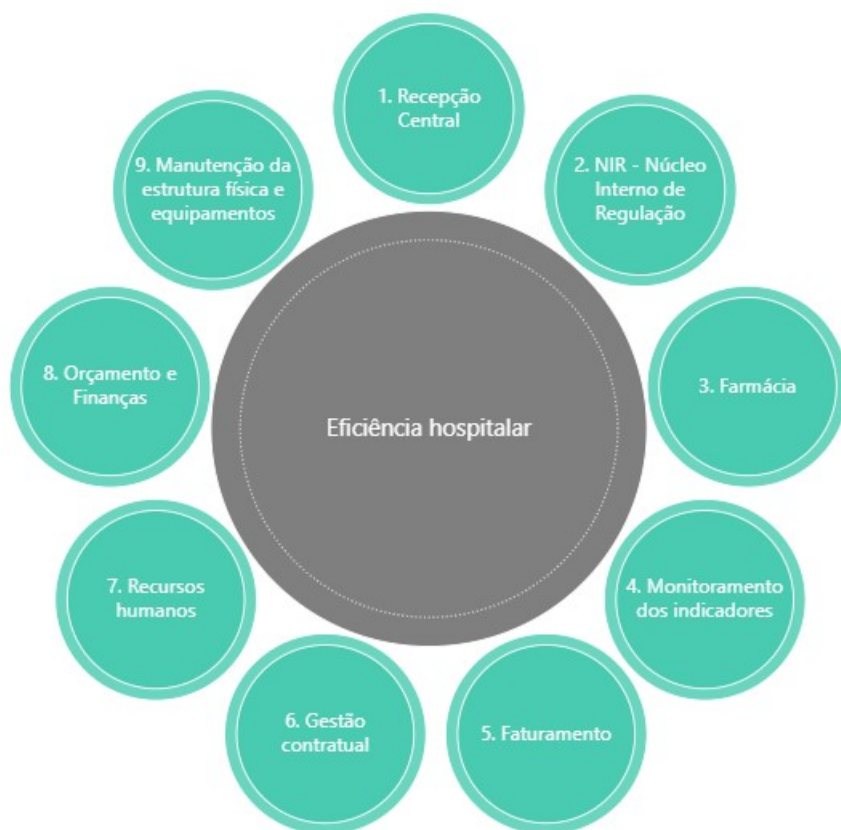 1. Recepção
Central
2. NIR - Núcleo
Interno de
Regulação
3. Farmácia
4. Monitoramento
dos indicadores
5. Faturamento
6. Gestão
contratual
7. Recursos
humanos
8. Orçamento e
Finanças
9. Manutenção da
estrutura física e
equipamentos
Eficiência hospitalar